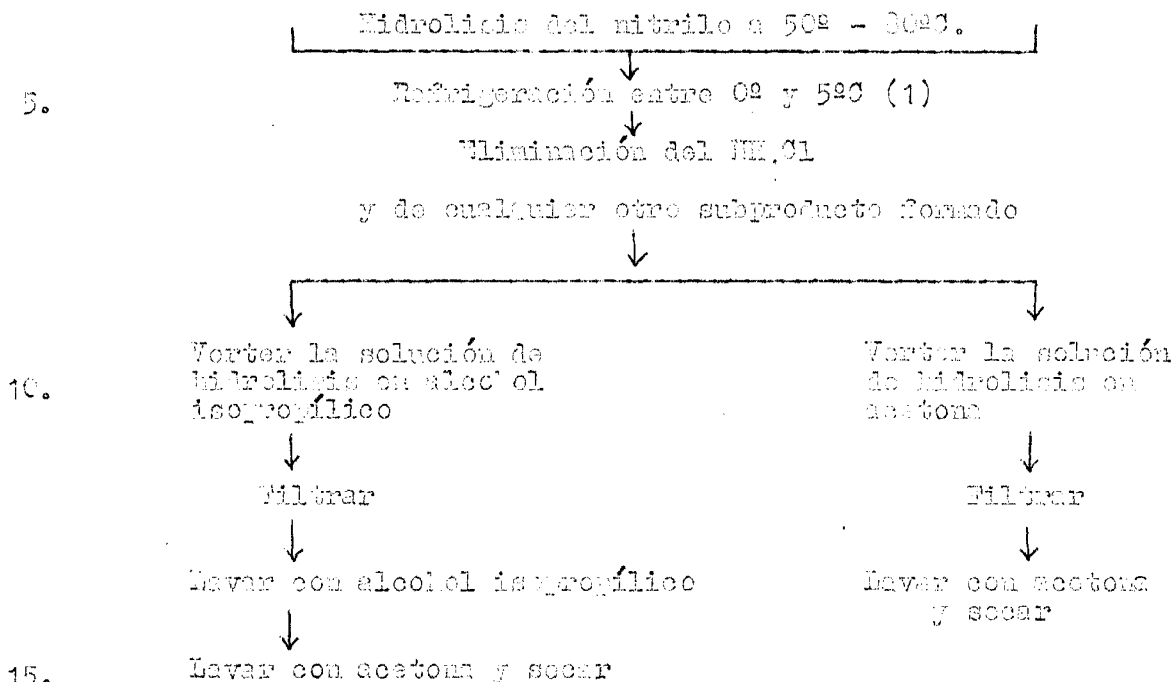 Hidrolisis del nitrilo a 50º - 80ºC.
5.
Refrigeración entre 0º y 5ºC (1)
Eliminación del NH4Cl
y de cualquier otro subproducto formado
10.
Verter la solución de
hidrolisis en alcohol
isopropílico
Filtrar
Lavar con alcohol isopropílico
15.
Lavar con acetona y secar
Verter la solución
de hidrolisis en
acetona
Filtrar
Lavar con acetona
y secar